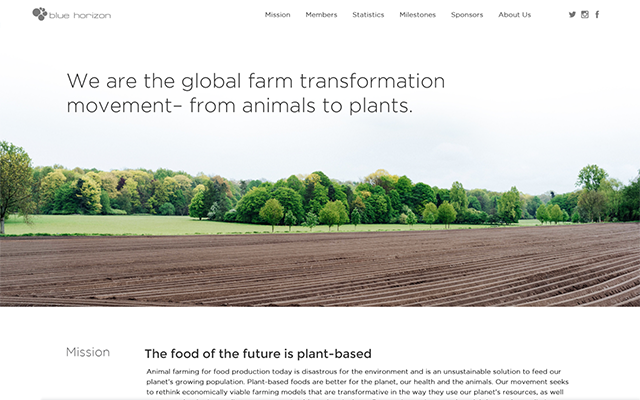 blue horizon
Mission Members Statistics Milestones Sponsors About Us
We are the global farm transformation
movement– from animals to plants.
Mission
The food of the future is plant-based
Animal farming for food production today is disastrous for the environment and is an unsustainable solution to feed our
planet's growing population. Plant-based foods are better for the planet, our health and the animals. Our movement seeks
to rethink economically viable farming models that are transformative in the way they use our planet's resources, as well